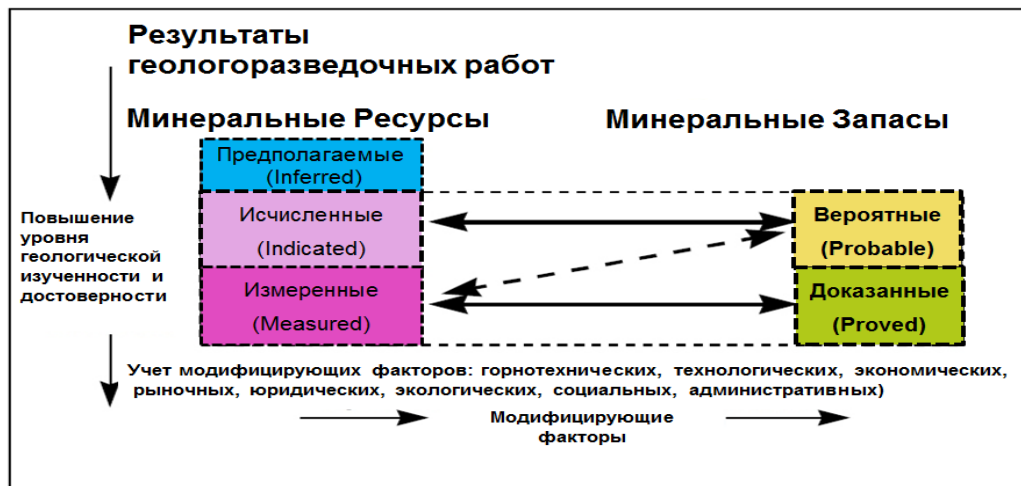 Результаты
геологоразведочных работ
Минеральные Ресурсы
Минеральные Запасы
Предполагаемые
(Inferred)
Исчисленные
(Indicated)
Измеренные
(Measured)
Вероятные
(Probable)
Доказанные
(Proved)
Повышение
уровня
геологической
изученности и
достоверности
Учет модифицирующих факторов: горнотехнических, технологических, экономических,
рыночных, юридических, экологических, социальных, административных)
Модифицирующие
факторы